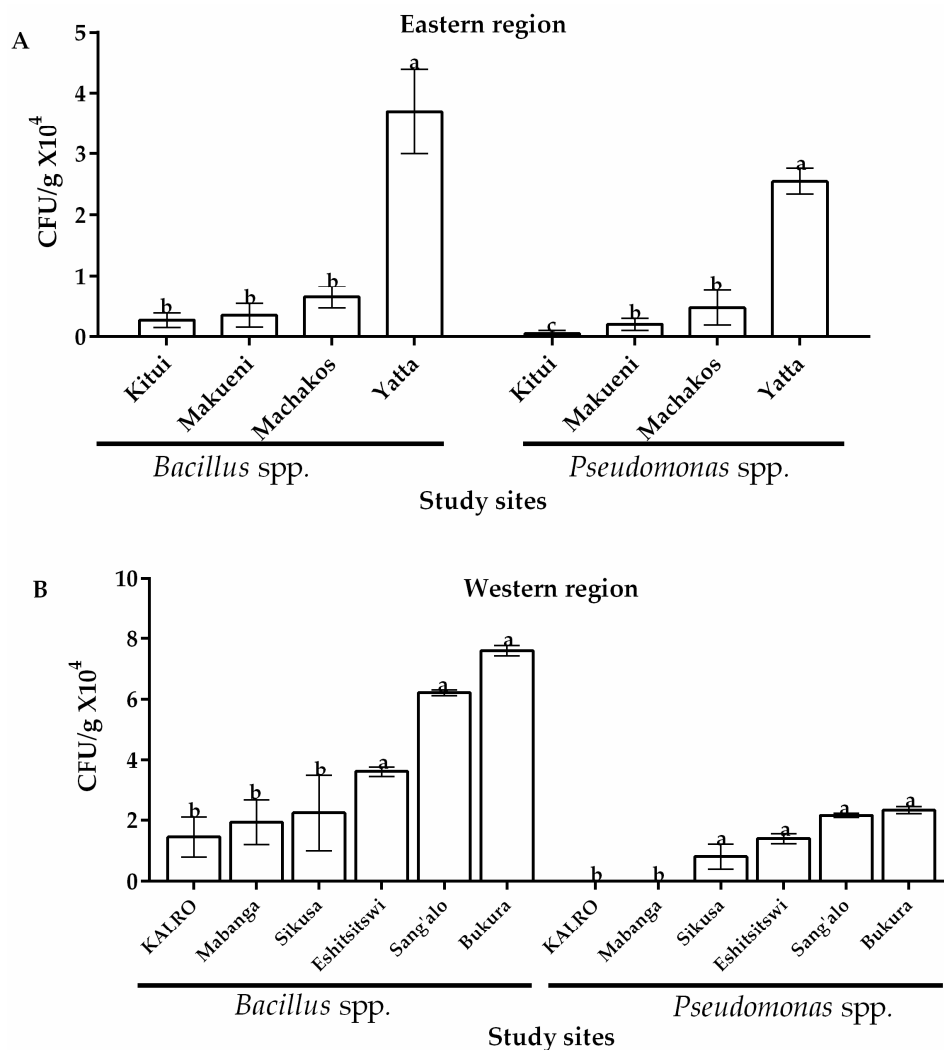 A
Eastern region
CFU/g X10⁴
5
4
3
2
1
0
b b b a c b b a
Kitui Makueni Machakos Yatta Kitui Makueni Machakos Yatta
Bacillus spp. Pseudomonas spp.
Study sites
B
Western region
CFU/g X10⁴
10
8
6
4
2
0
b b b a a a b b a a a a
KALRO Mabanga Sikusa Eshitsitswi Sang'alo Bukura KALRO Mabanga Sikusa Eshitsitswi Sang'alo Bukura
Bacillus spp. Pseudomonas spp.
Study sites